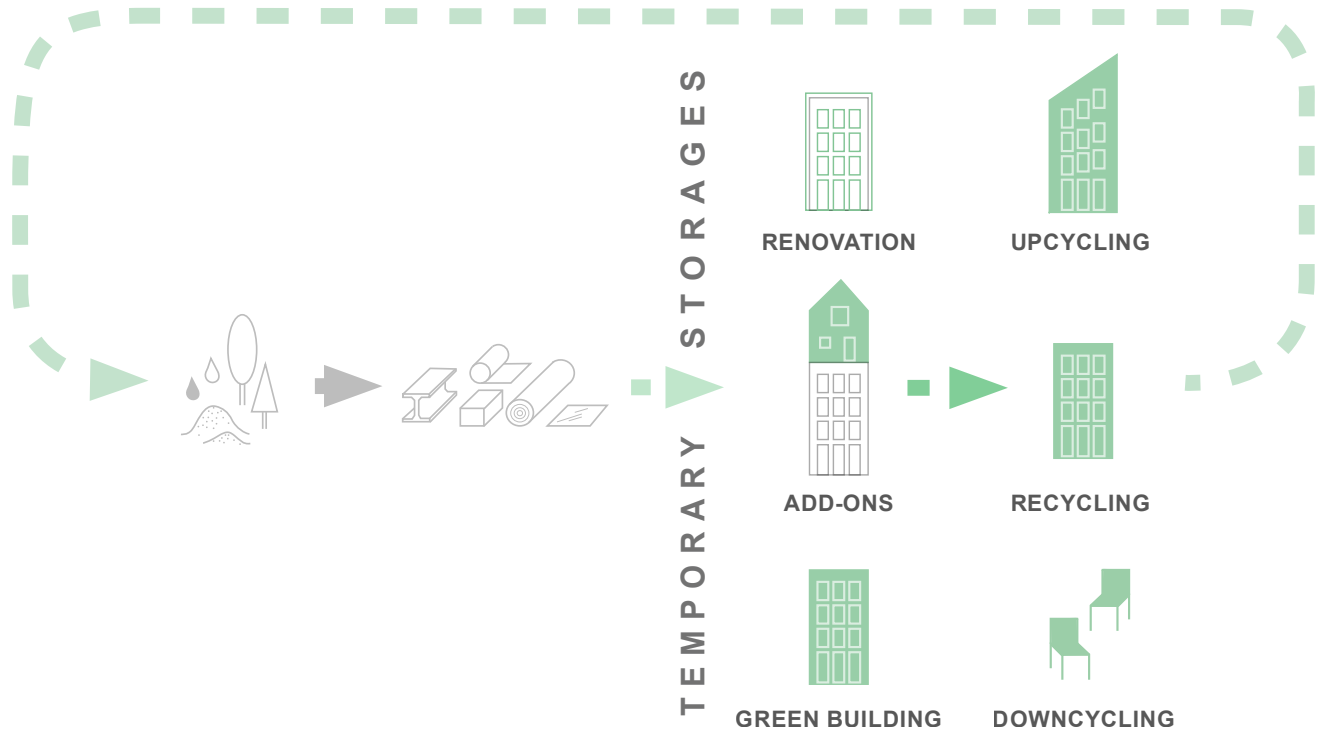 TEMPORARY STORAGES
RENOVATION
UPCYCLING
ADD-ONS
RECYCLING
GREEN BUILDING
DOWNCYCLING